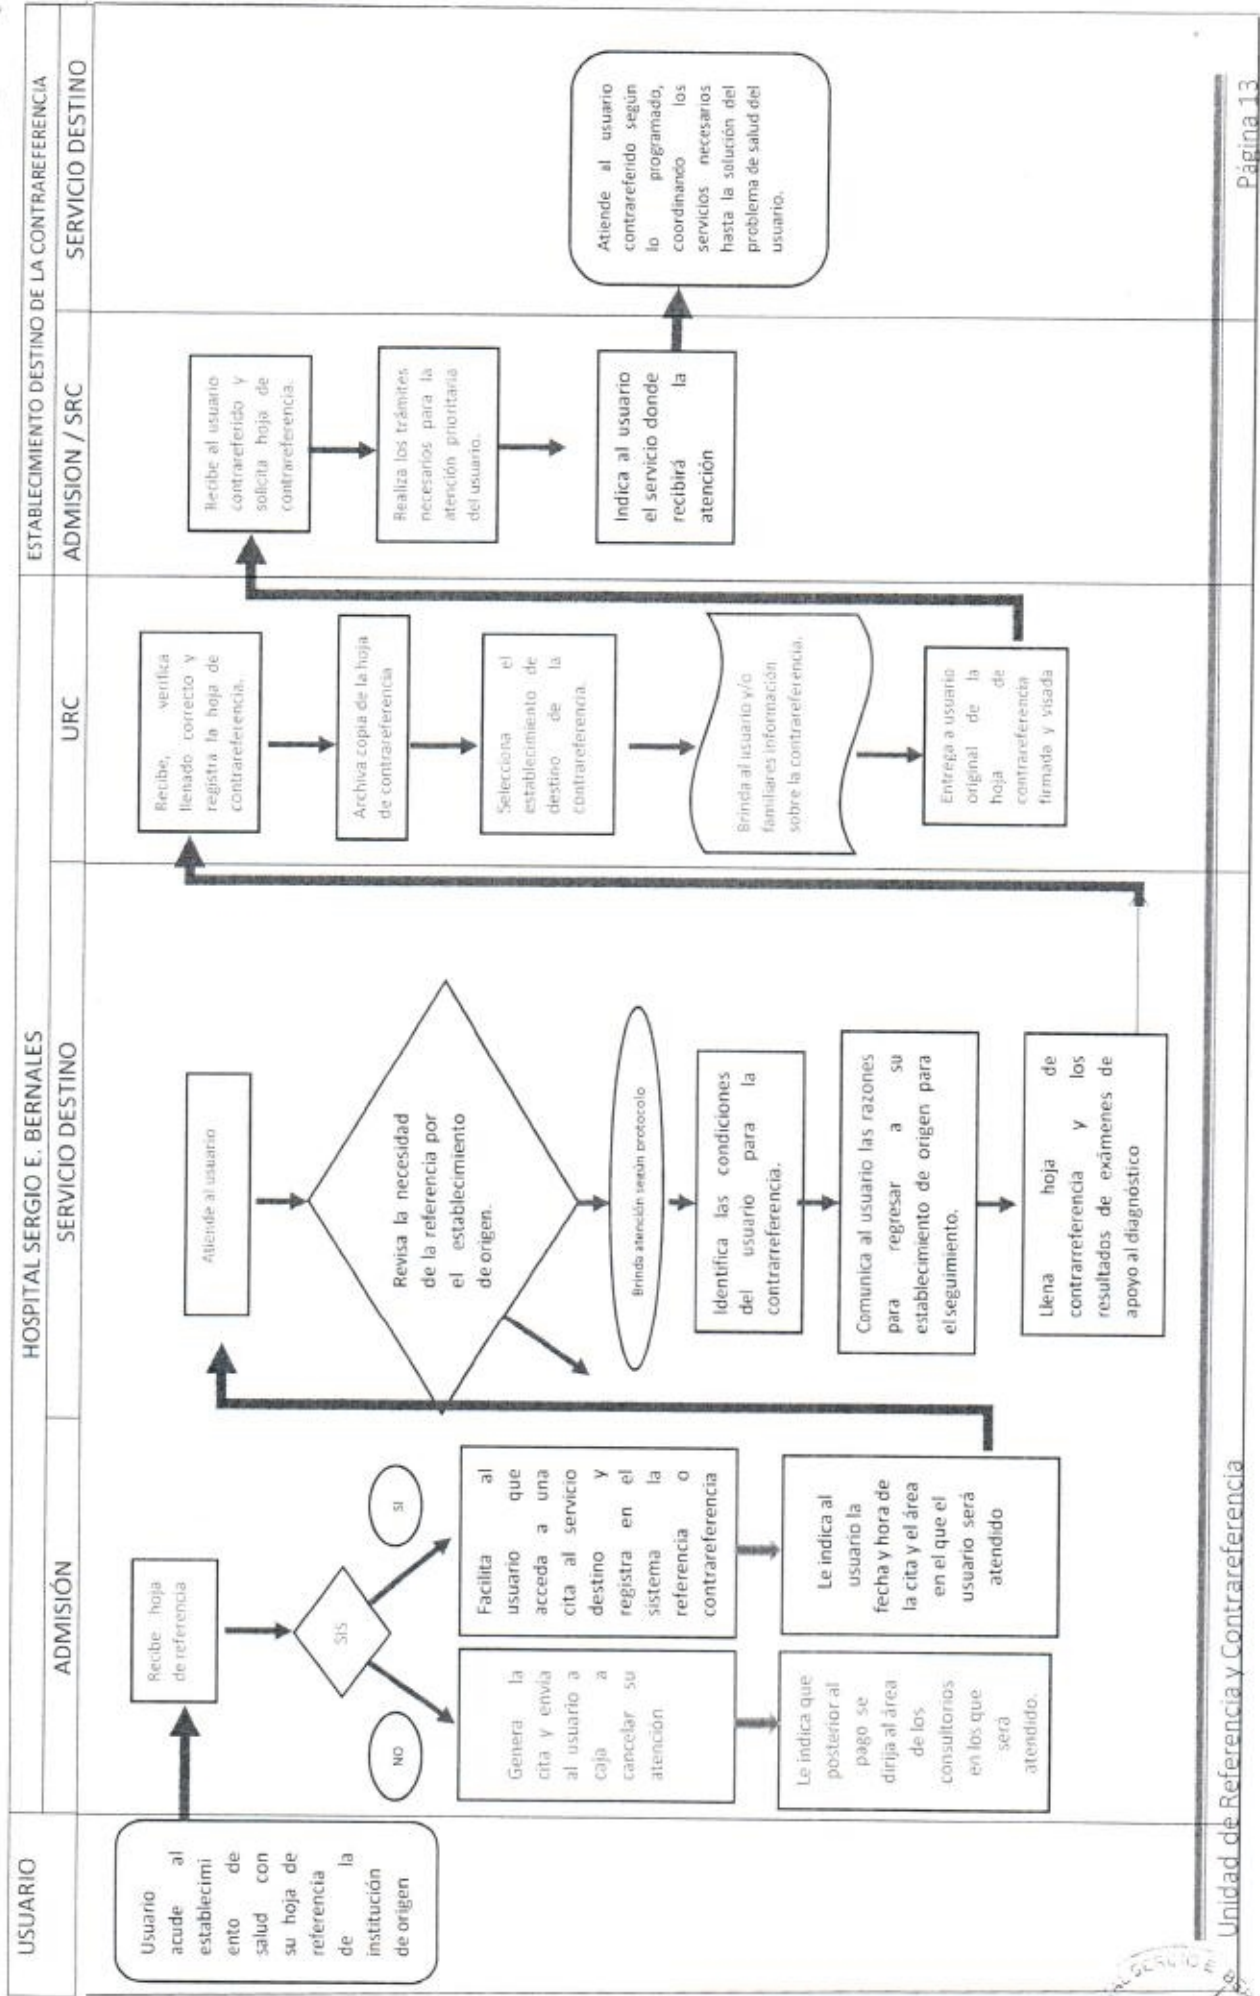 USUARIO
HOSPITAL SERGIO E. BERNALES
ESTABLECIMIENTO DESTINO DE LA CONTRAREFERENCIA
ADMISIÓN
SERVICIO DESTINO
URC
ADMISION / SRC
SERVICIO DESTINO
Usuario
acude al
establecimi
ento de
salud con
su hoja de
referencia
de la
institución
de origen
Recibe hoja
de referencia
SIS
NO
SI
Genera la
cita y envía
al usuario a
caja a
cancelar su
atención
Le indica que
posterior al
pago se
dirija al área
de los
consultorios
en los que
será
atendido.
Facilita al
usuario que
acceda a una
cita al servicio
destino y
registra en el
sistema la
referencia o
contrareferencia
Le indica al
usuario la
fecha y hora de
la cita y el área
en el que el
usuario será
atendido
Atiende al usuario
Revisa la necesidad
de la referencia por
el establecimiento
de origen.
Brinda atención según protocolo
Identifica las condiciones
del usuario para la
contrarreferencia.
Comunica al usuario las razones
para regresar a su
establecimiento de origen para
el seguimiento.
Llena hoja de
contrarreferencia y los
resultados de exámenes de
apoyo al diagnóstico
Recibe, verifica
llenado correcto y
registra la hoja de
contrareferencia.
Archiva copia de la hoja
de contrareferencia
Selecciona el
establecimiento de
destino de la
contrareferencia.
Brinda al usuario y/o
familiares información
sobre la contrareferencia.
Entrega a usuario
original de la
hoja de
contrareferencia
firmada y visada
Recibe al usuario
contrareferido y
solicita hoja de
contrareferencia.
Realiza los trámites
necesarios para la
atención prioritaria
del usuario.
Indica al usuario
el servicio donde
recibirá la
atención
Atiende al usuario
contrareferido según
lo programado,
coordinando los
servicios necesarios
hasta la solución del
problema de salud del
usuario.
Unidad de Referencia y Contrareferencia
Página 13